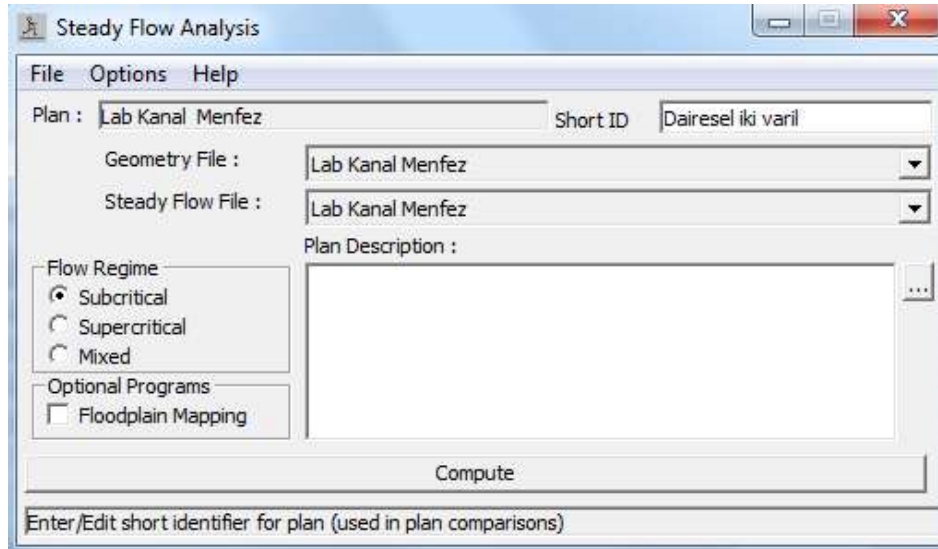 Steady Flow Analysis
File Options Help
Plan : Lab Kanal Menfez Short ID Dairesel iki varil
Geometry File : Lab Kanal Menfez
Steady Flow File : Lab Kanal Menfez
Plan Description :
...
Flow Regime
Subcritical
Supercritical
Mixed
Optional Programs
Floodplain Mapping
Compute
Enter/Edit short identifier for plan (used in plan comparisons)